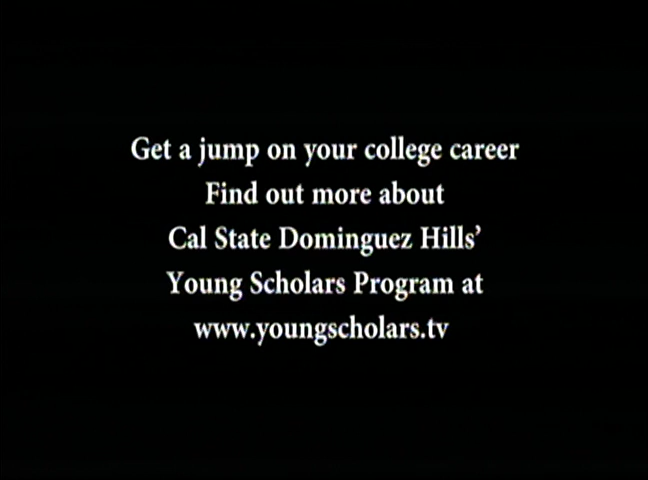 Get a jump on your college career
Find out more about
Cal State Dominguez Hills’
Young Scholars Program at
www.youngscholars.tv